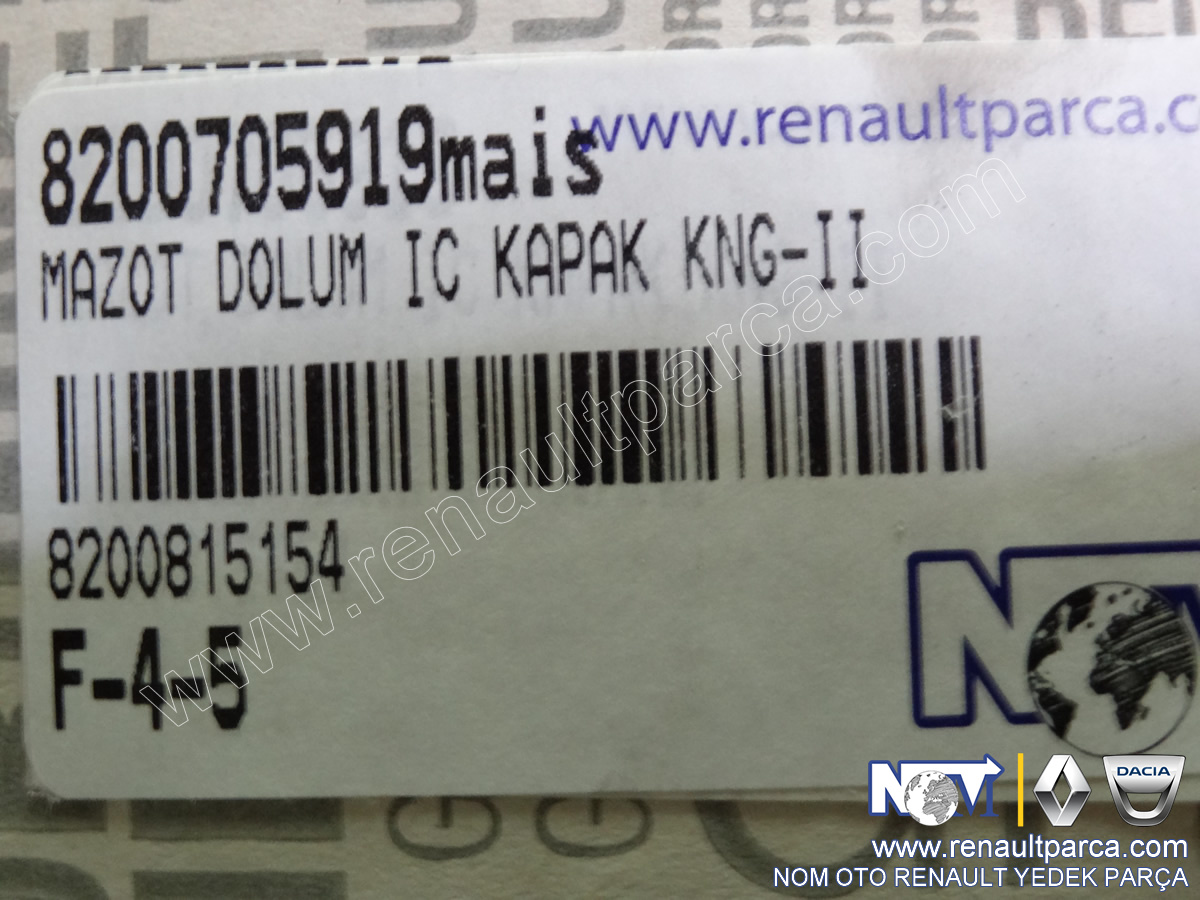 www.renaultparca.c
8200705919mais
MAZOT DOLUM IC KAPAK KNG-II
www.renaultparca.com
8200815154
F-4-5
NOM
DACIA
www.renaultparca.com
NOM OTO RENAULT YEDEK PARÇA